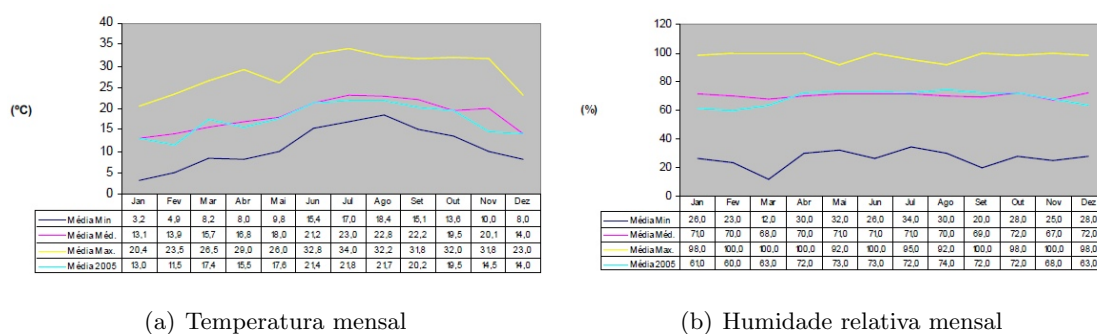 40
35
30
25
20
15
10
5
0
(ºC)
Jan Fev Mar Abr Mai Jun Jul Ago Set Out Nov Dez
Média Min 3,2 4,9 8,2 8,0 9,8 15,4 17,0 18,4 15,1 13,6 10,0 8,0
Média Méd. 13,1 13,9 15,7 16,8 18,0 21,2 23,0 22,8 22,2 19,5 20,1 14,0
Média Max. 20,4 23,5 26,5 29,0 26,0 32,8 34,0 32,2 31,8 32,0 31,8 23,0
Média 2005 13,0 11,5 17,4 15,5 17,6 21,4 21,8 21,7 20,2 19,5 14,5 14,0
(a) Temperatura mensal
120
100
80
60
40
20
0
(%)
Jan Fev Mar Abr Mai Jun Jul Ago Set Out Nov Dez
Média Min 26,0 23,0 12,0 30,0 32,0 26,0 34,0 30,0 20,0 28,0 25,0 28,0
Média Méd. 71,0 70,0 68,0 70,0 71,0 71,0 71,0 70,0 69,0 72,0 67,0 72,0
Média Max. 98,0 100,0 100,0 100,0 92,0 100,0 95,0 92,0 100,0 98,0 100,0 98,0
Média 2005 61,0 60,0 63,0 72,0 73,0 73,0 72,0 74,0 72,0 72,0 68,0 63,0
(b) Humidade relativa mensal